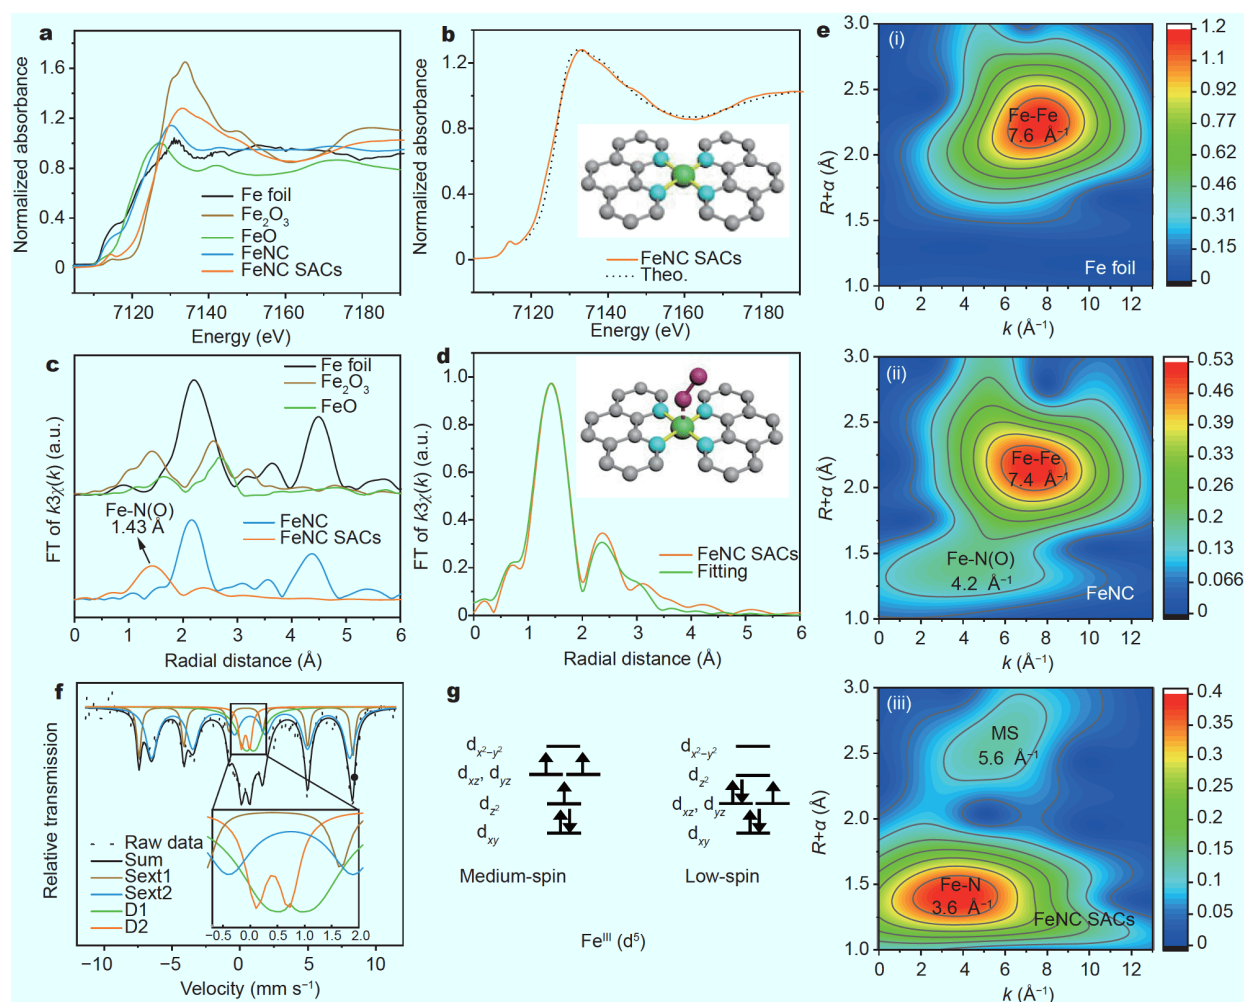 a
Normalized absorbance
1.6
1.2
0.8
0.4
0
Fe foil
Fe₂O₃
FeO
FeNC
FeNC SACs
7120 7140 7160 7180
Energy (eV)
b
Normalized absorbance
1.2
0.8
0.4
0
FeNC SACs
Theo.
7120 7140 7160 7180
Energy (eV)
c
FT of k3χ(k) (a.u.)
Fe foil
Fe₂O₃
FeO
Fe-N(O)
1.43 Å
FeNC
FeNC SACs
0 1 2 3 4 5 6
Radial distance (Å)
d
FT of k3χ(k) (a.u.)
1.0
0.8
0.6
0.4
0.2
0
FeNC SACs
Fitting
0 1 2 3 4 5 6
Radial distance (Å)
e
(i)
R+α (Å)
3.0
2.5
2.0
1.5
1.0
Fe-Fe
7.6 Å⁻¹
Fe foil
0 2 4 6 8 10 12
k (Å⁻¹)
1.2
1.1
0.92
0.77
0.61
0.46
0.31
0.15
0
(ii)
R+α (Å)
3.0
2.5
2.0
1.5
1.0
Fe-Fe
7.4 Å⁻¹
Fe-N(O)
4.2 Å⁻¹
FeNC
0 2 4 6 8 10 12
k (Å⁻¹)
0.53
0.46
0.39
0.33
0.26
0.20
0.13
0.066
0
(iii)
R+α (Å)
3.0
2.5
2.0
1.5
1.0
MS
5.6 Å⁻¹
Fe-N
3.6 Å⁻¹
FeNC SACs
0 2 4 6 8 10 12
k (Å⁻¹)
0.4
0.35
0.3
0.25
0.2
0.15
0.1
0.05
0
f
Relative transmission
Raw data
Sum
Sext1
Sext2
D1
D2
−0.5 0.0 0.5 1.0 1.5 2.0
−10 −5 0 5 10
Velocity (mm s⁻¹)
g
dx²−y²
dxz, dyz
dz²
dxy
Medium-spin
dx²−y²
dz²
dxz, dyz
dxy
Low-spin
Feᴵᴵᴵ (d⁵)